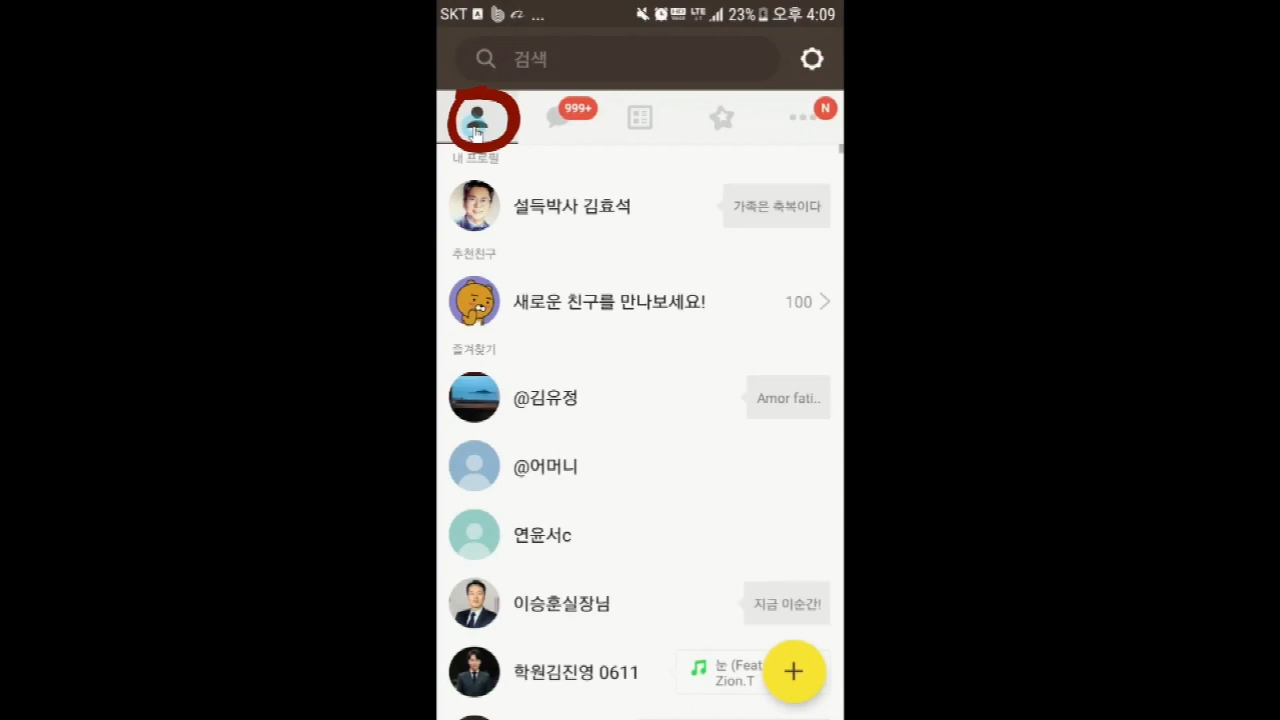 SKT ... LTE 23% 오후 4:09
검색
999+
N
내 프로필
설득박사 김효석
가족은 축복이다
추천친구
새로운 친구를 만나보세요!
100
즐겨찾기
@김유정
Amor fati..
@어머니
연윤서c
이승훈실장님
지금 이순간!
학원김진영 0611
눈 (Feat
Zion.T